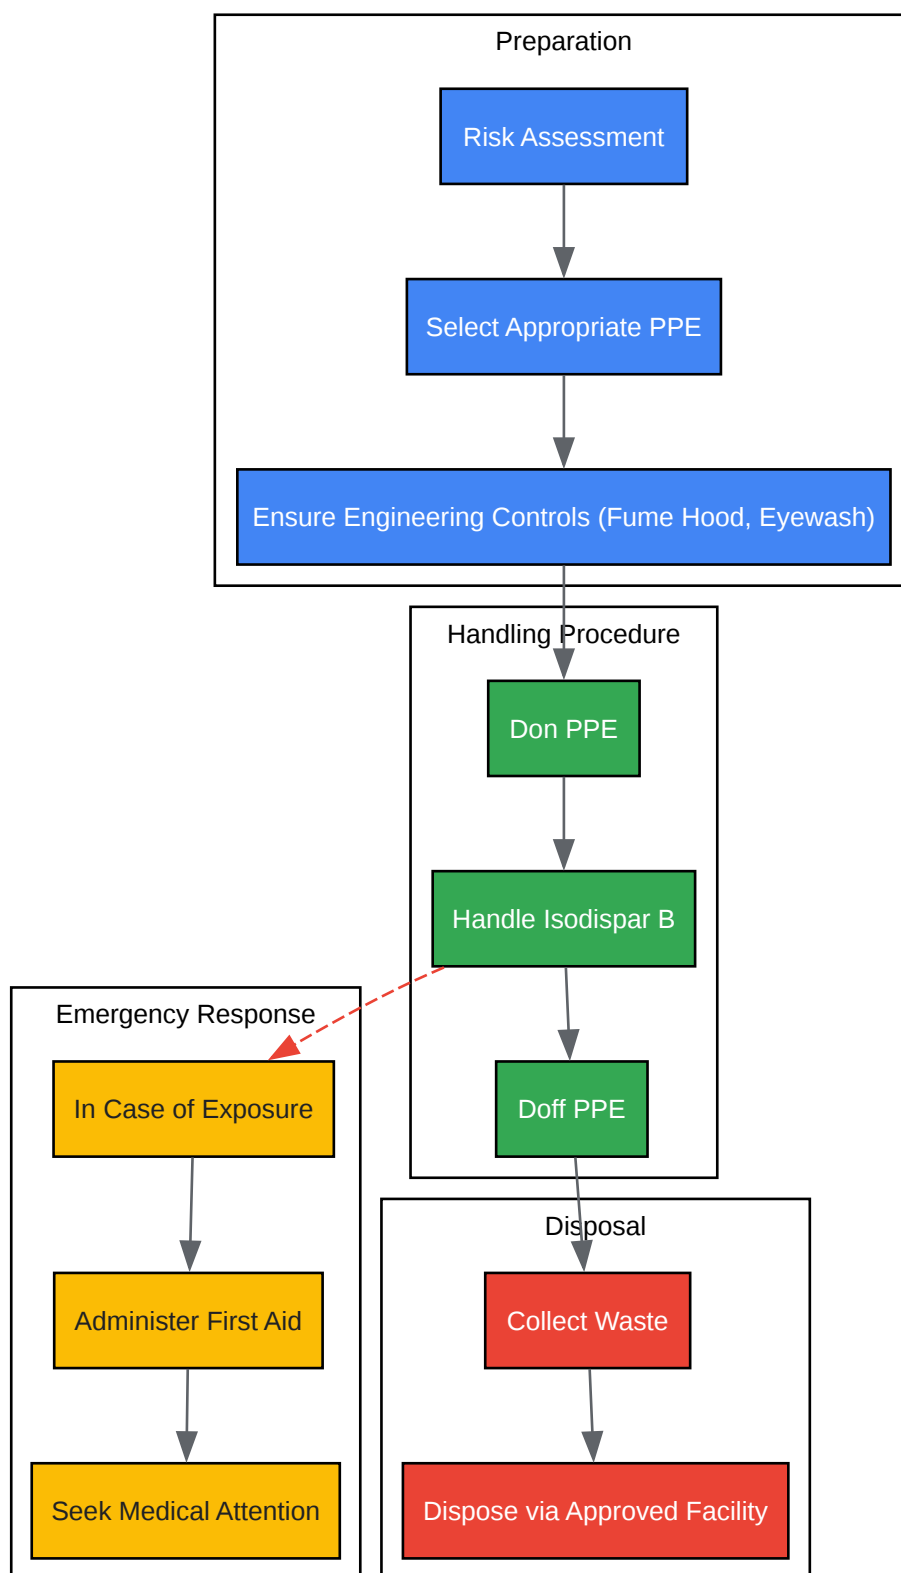 Preparation
Risk Assessment
Select Appropriate PPE
Ensure Engineering Controls (Fume Hood, Eyewash)
Handling Procedure
Don PPE
Handle Isodispar B
Doff PPE
Emergency Response
In Case of Exposure
Administer First Aid
Seek Medical Attention
Disposal
Collect Waste
Dispose via Approved Facility